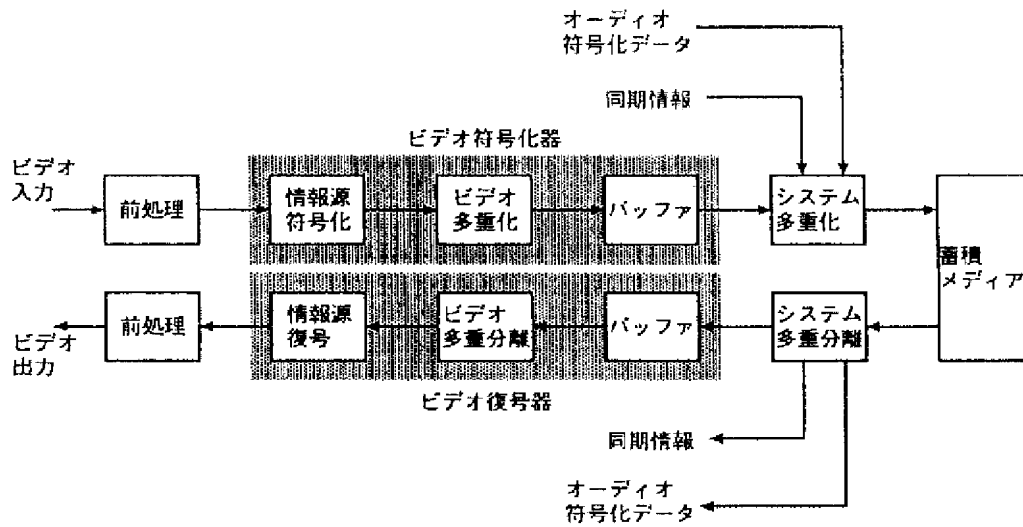 オーディオ
符号化データ
同期情報
ビデオ符号化器
ビデオ
入力
前処理
情報源
符号化
ビデオ
多重化
バッファ
システム
多重化
蓄積
メディア
前処理
情報源
復号
ビデオ
多重分離
バッファ
システム
多重分離
ビデオ
出力
ビデオ復号器
同期情報
オーディオ
符号化データ